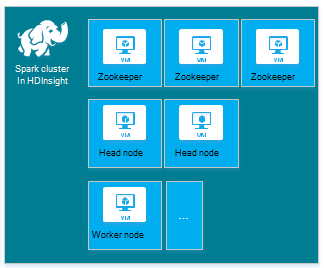 Spark cluster
In HDInsight
VM
Zookeeper
VM
Zookeeper
VM
Zookeeper
VM
Head node
VM
Head node
VM
Worker node
...